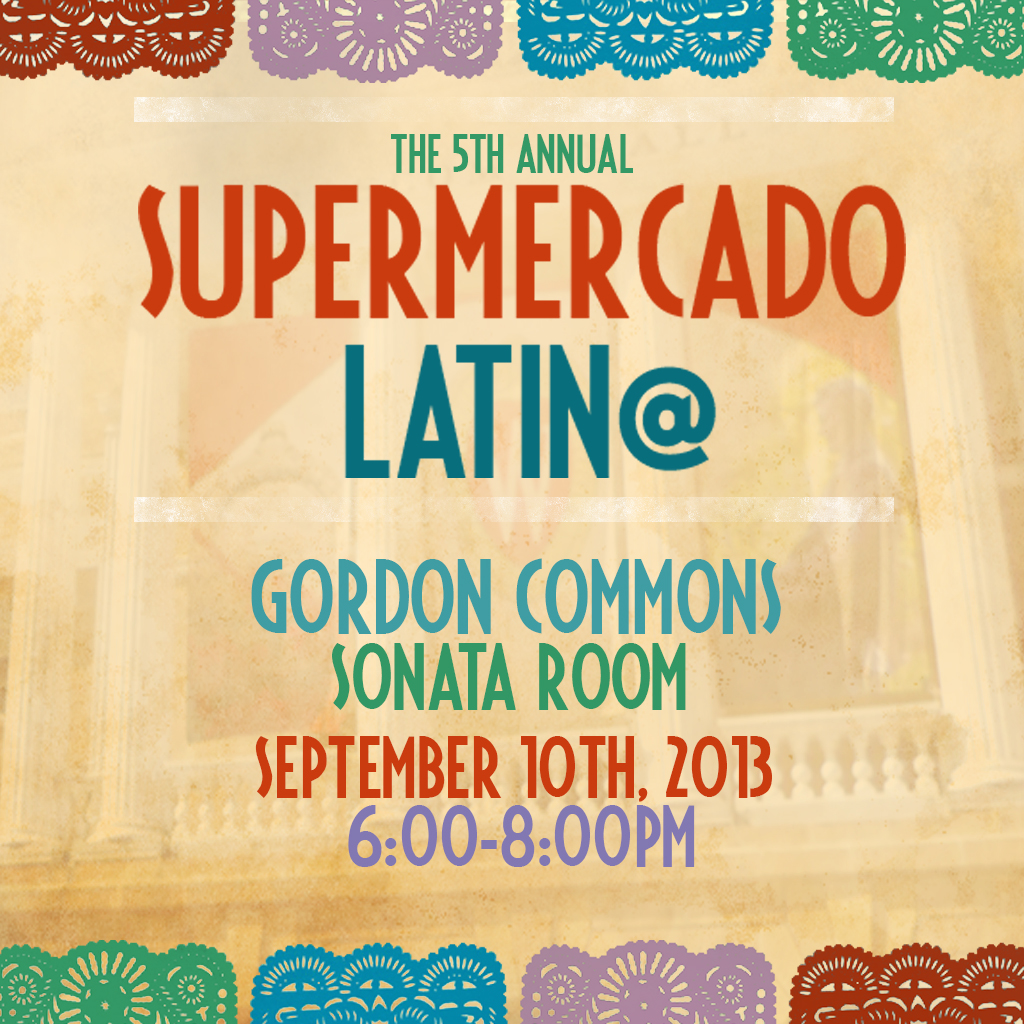 THE 5TH ANNUAL
SUPERMERCADO
LATIN@
GORDON COMMONS
SONATA ROOM
SEPTEMBER 10TH, 2013
6:00-8:00PM